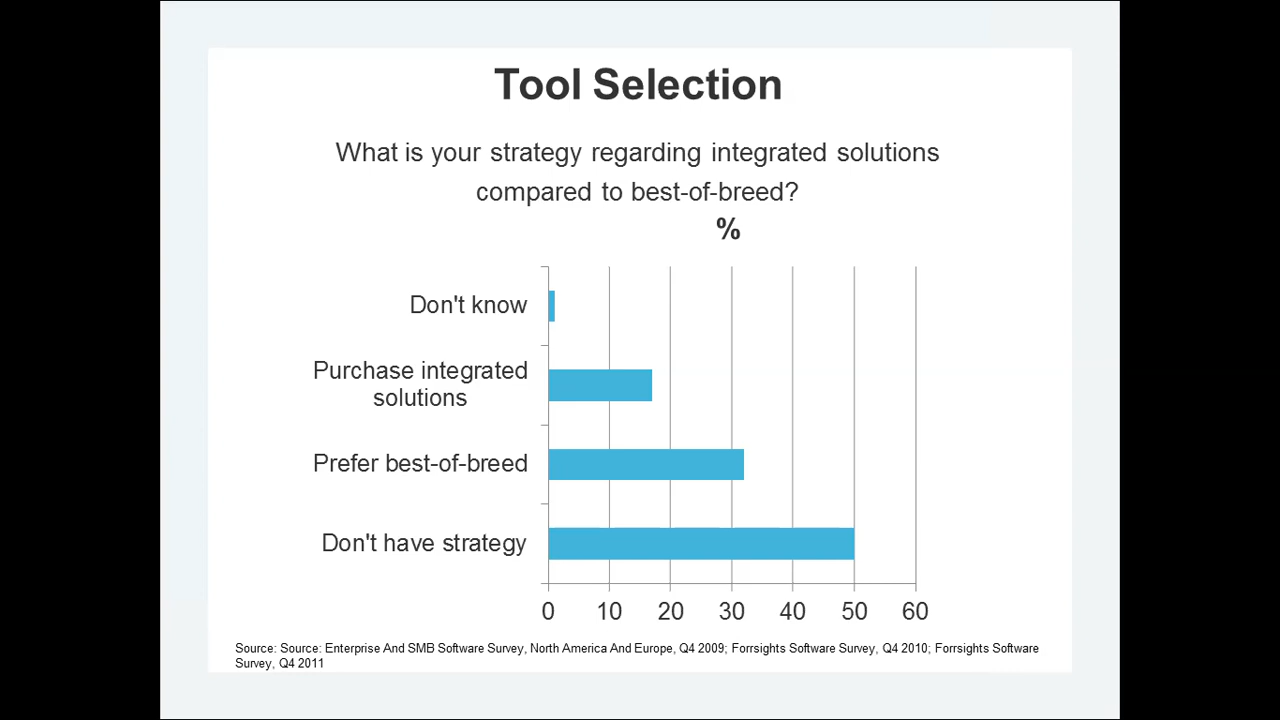 Tool Selection
What is your strategy regarding integrated solutions
compared to best-of-breed?
%
Don't know
Purchase integrated
solutions
Prefer best-of-breed
Don't have strategy
0 10 20 30 40 50 60
Source: Source: Enterprise And SMB Software Survey, North America And Europe, Q4 2009; Forrsights Software Survey, Q4 2010; Forrsights Software
Survey, Q4 2011